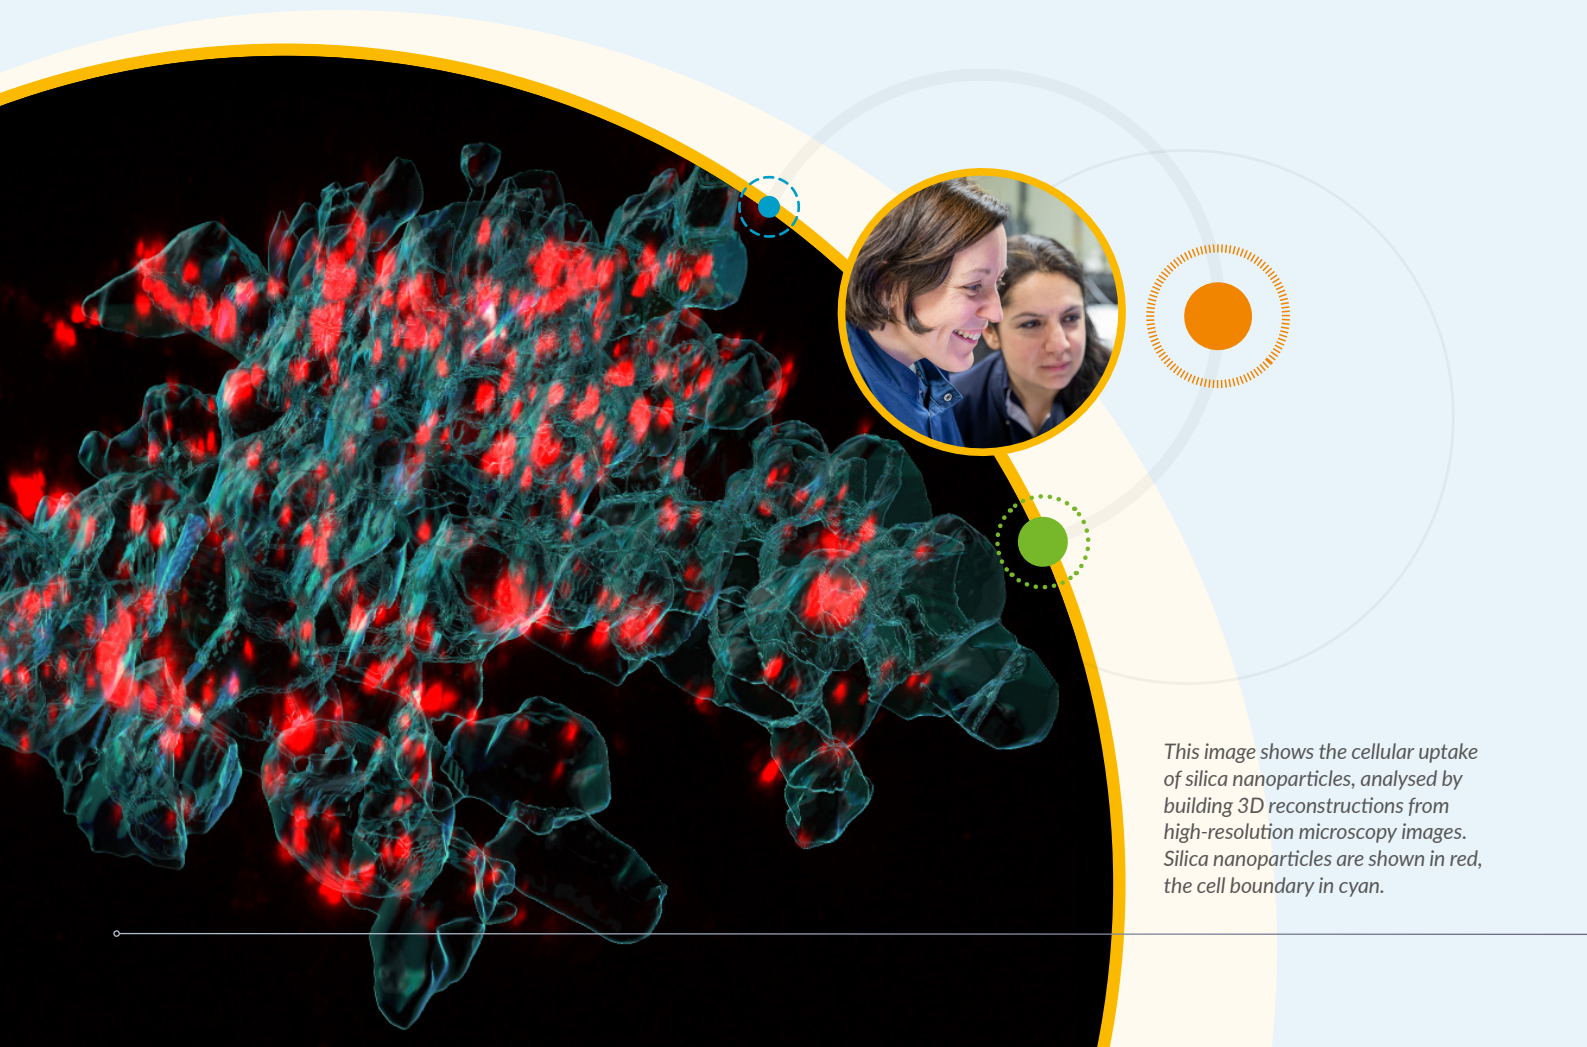 This image shows the cellular uptake
of silica nanoparticles, analysed by
building 3D reconstructions from
high-resolution microscopy images.
Silica nanoparticles are shown in red,
the cell boundary in cyan.